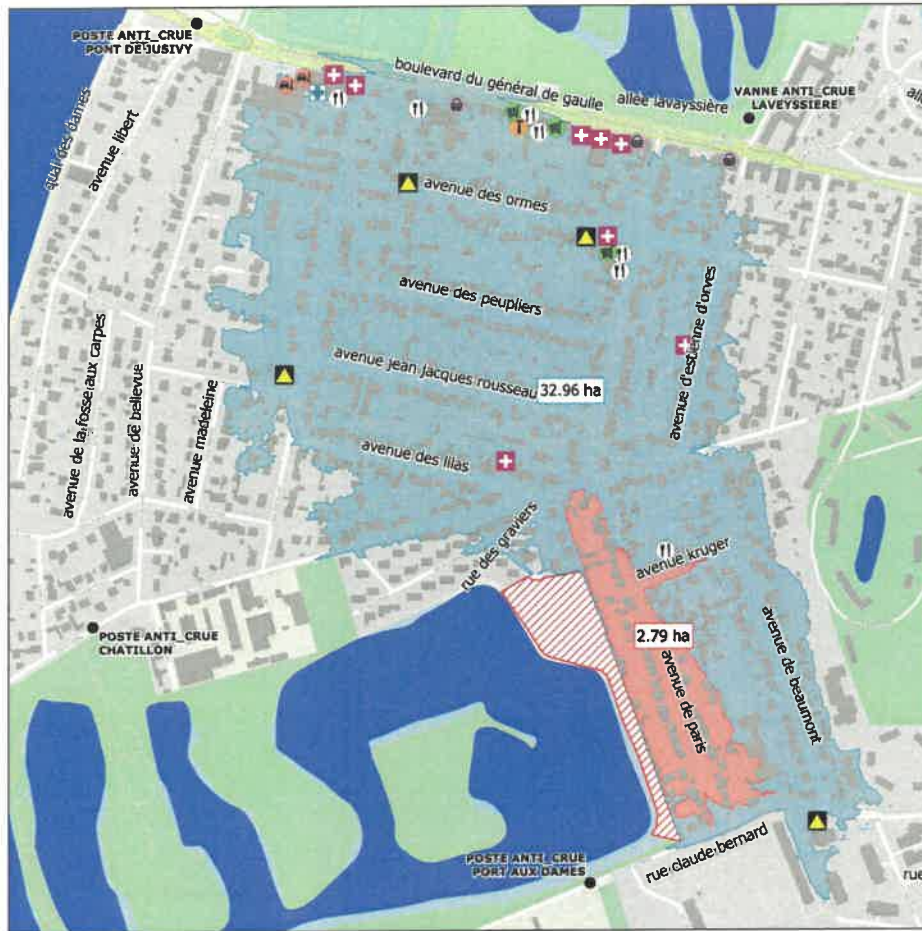 POSTE ANTI_CRUE
PONT DE JUSIVY
boulevard du général de gaulle
allée lavayssière
VANNE ANTI_CRUE
LAVEYSSIERE
quai des dames
avenue libert
avenue des ormes
avenue des peupliers
avenue d'estienne d'orves
avenue jean jacques rousseau
32.96 ha
avenue de la fosse aux carpes
avenue de bellevue
avenue madeleine
avenue des lilas
rue des graviers
avenue kruger
POSTE ANTI_CRUE
CHATILLON
2.79 ha
avenue de paris
avenue de beaumont
POSTE ANTI_CRUE
PORT AUX DAMES
rue claude bernard
rue